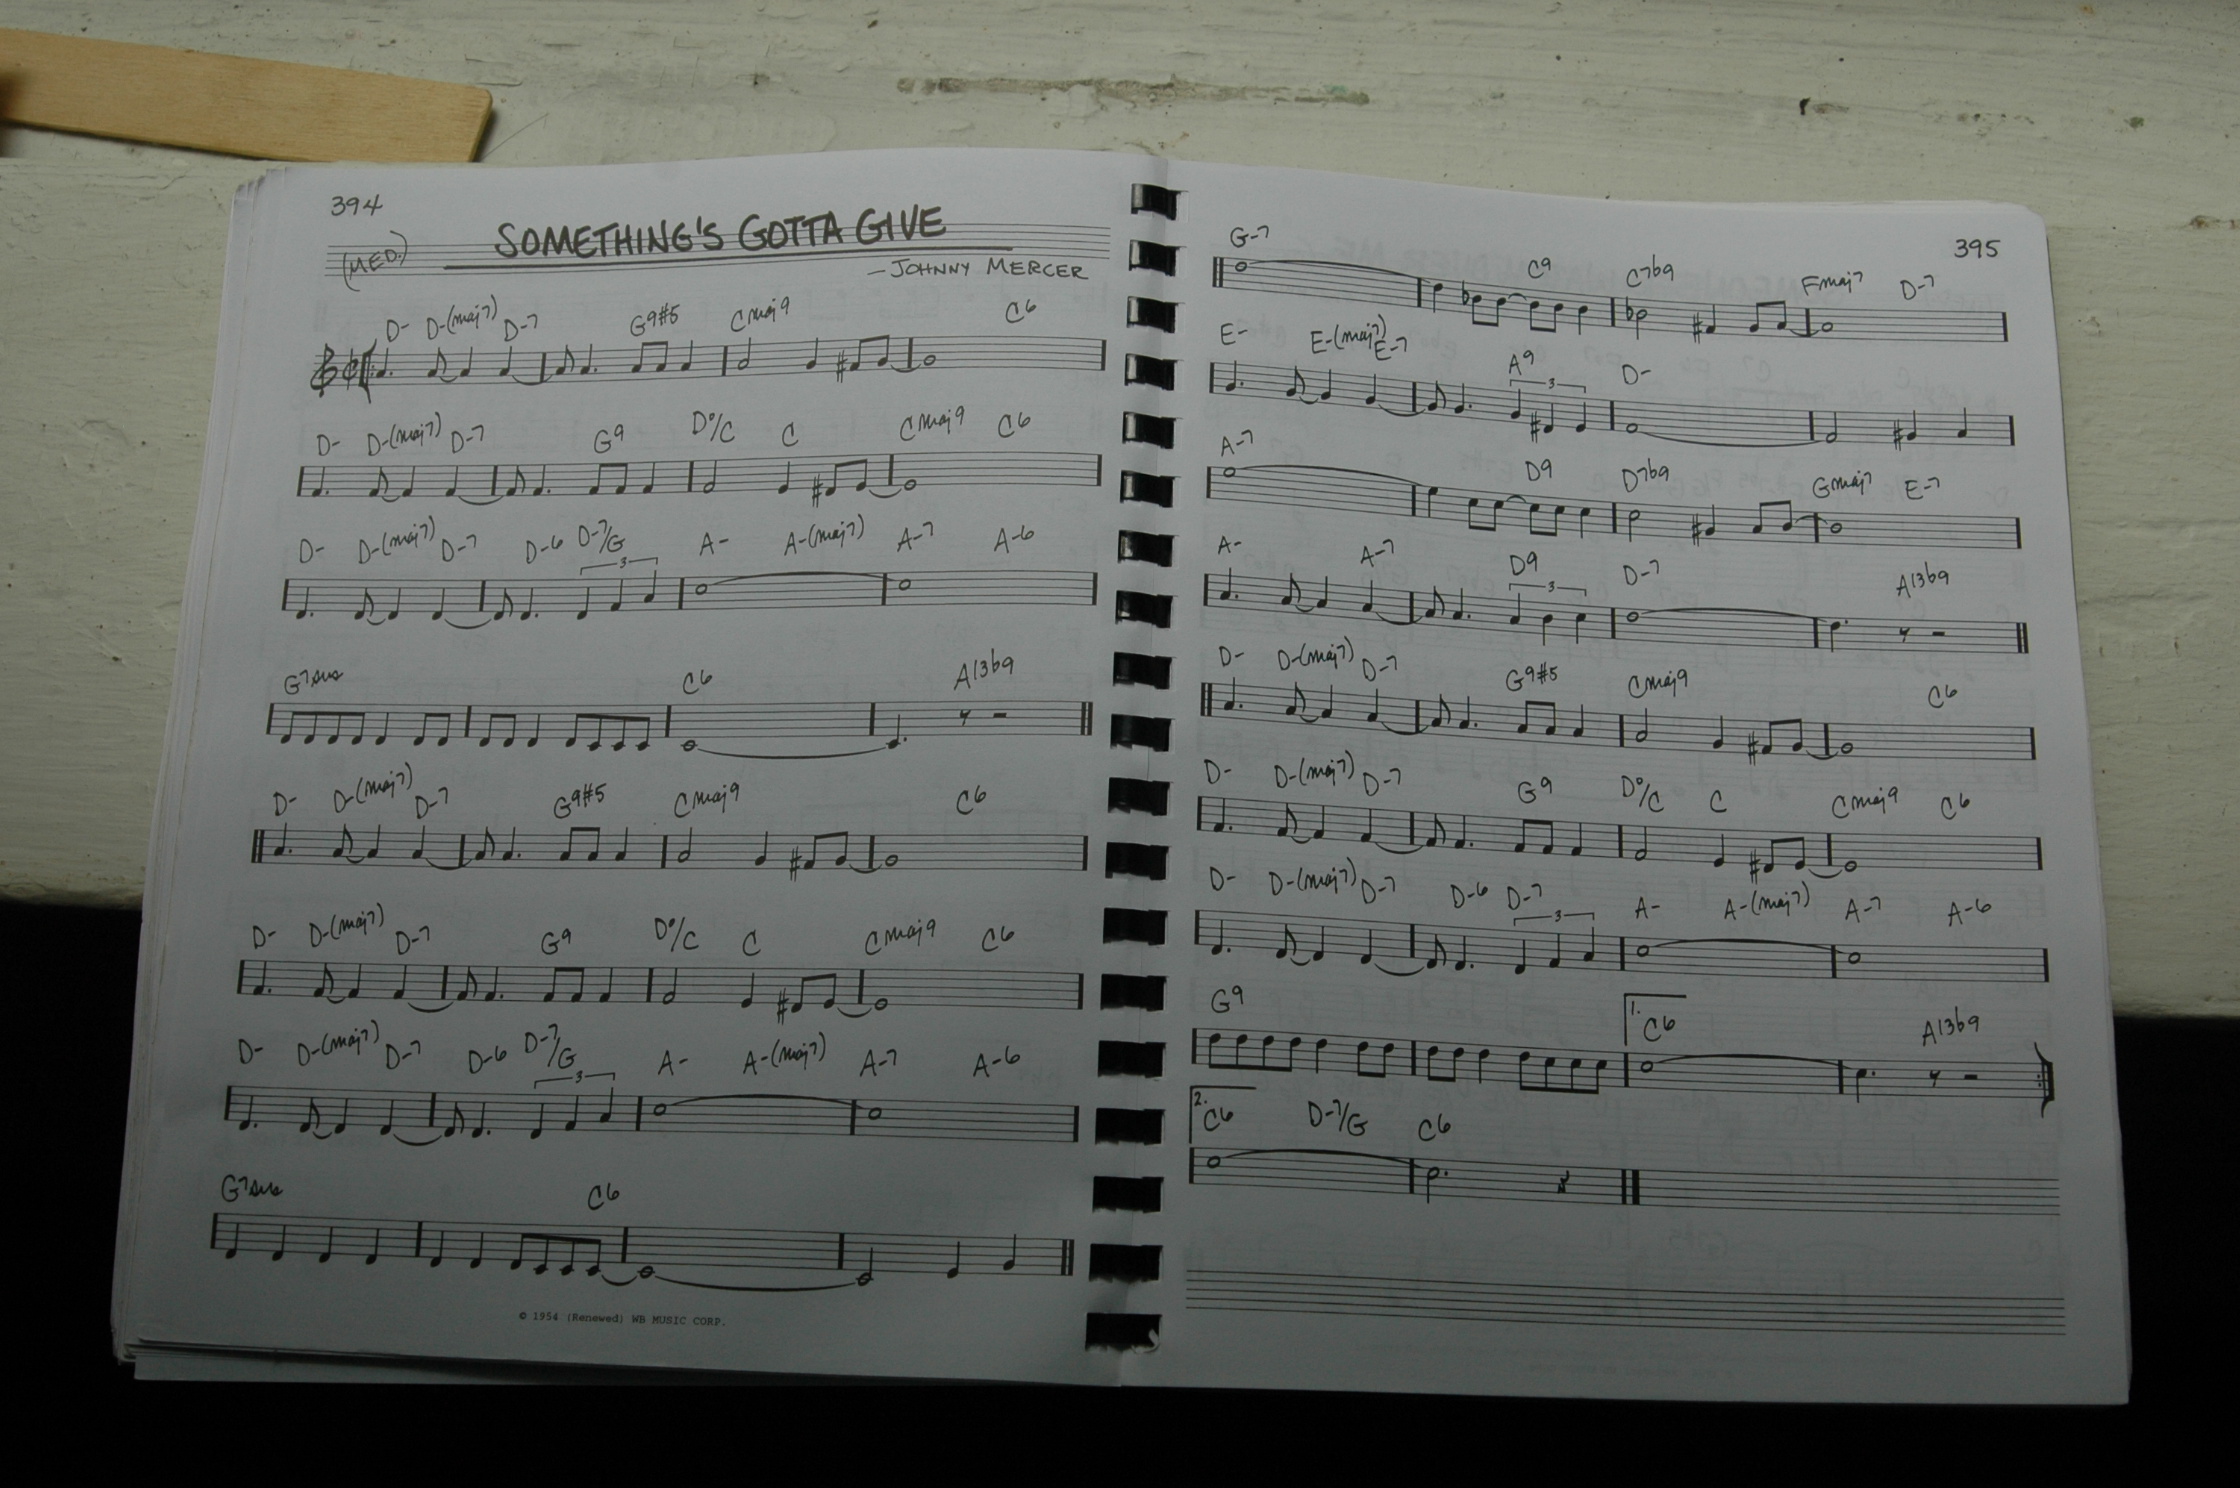 394
SOMETHING'S GOTTA GIVE
(MED.)
- JOHNNY MERCER
D- D-(maj7) D-7 G9#5 Cmaj9 C6
D- D-(maj7) D-7 G9 D°/C C Cmaj9 C6
D- D-(maj7) D-7 D-6 D-7/G A- A-(maj7) A-7 A-6
3
G7sus C6 A13b9
D- D-(maj7) D-7 G9#5 Cmaj9 C6
D- D-(maj7) D-7 G9 D°/C C Cmaj9 C6
D- D-(maj7) D-7 D-6 D-7/G A- A-(maj7) A-7 A-6
3
G7sus C6
© 1954 (Renewed) WB MUSIC CORP.
395
G-7 C9 C7b9 Fmaj7 D-7
E- E-(maj7) E-7 A9 D-
3
A-7 D9 D7b9 Gmaj7 E-7
A- A-7 D9 D-7 A13b9
3
D- D-(maj7) D-7 G9#5 Cmaj9 C6
D- D-(maj7) D-7 G9 D°/C C Cmaj9 C6
D- D-(maj7) D-7 D-6 D-7 A- A-(maj7) A-7 A-6
3
G9 1. C6 A13b9
2. C6 D-7/G C6